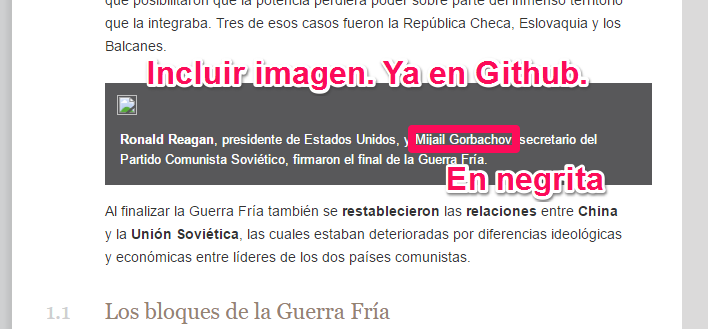 que posibilitaron que la potencia perdiera poder sobre parte del inmenso territorio
que la integraba. Tres de esos casos fueron la República Checa, Eslovaquia y los
Balcanes.
Incluir imagen. Ya en Github.
Ronald Reagan, presidente de Estados Unidos, y Mijail Gorbachov secretario del
Partido Comunista Soviético, firmaron el final de la Guerra Fría.
En negrita
Al finalizar la Guerra Fría también se restablecieron las relaciones entre China
y la Unión Soviética, las cuales estaban deterioradas por diferencias ideológicas
y económicas entre líderes de los dos países comunistas.
1.1 Los bloques de la Guerra Fría